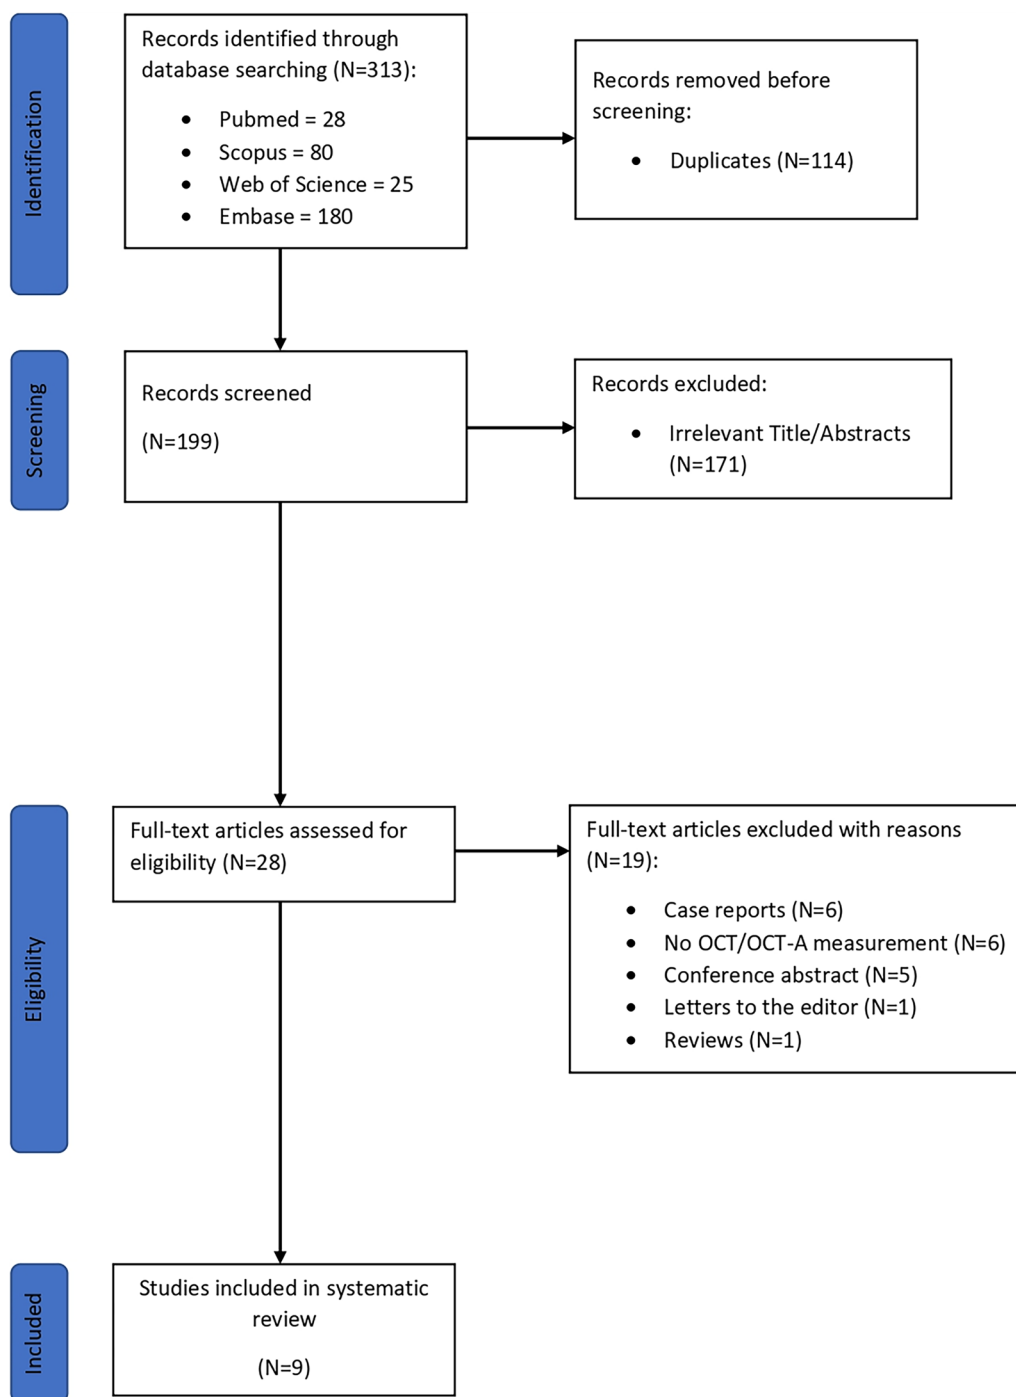 Identification
Records identified through
database searching (N=313):
• Pubmed = 28
• Scopus = 80
• Web of Science = 25
• Embase = 180
Records removed before
screening:
• Duplicates (N=114)
Screening
Records screened
(N=199)
Records excluded:
• Irrelevant Title/Abstracts
(N=171)
Eligibility
Full-text articles assessed for
eligibility (N=28)
Full-text articles excluded with reasons
(N=19):
• Case reports (N=6)
• No OCT/OCT-A measurement (N=6)
• Conference abstract (N=5)
• Letters to the editor (N=1)
• Reviews (N=1)
Included
Studies included in systematic
review
(N=9)